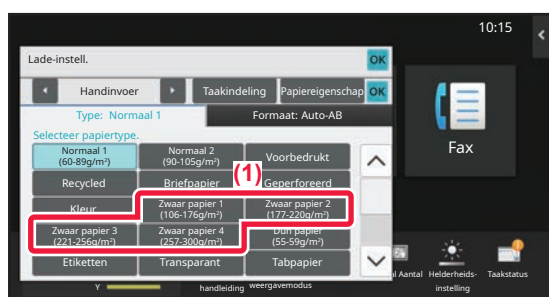 10:15
Lade-instell.
OK
Handinvoer
Taakindeling
Papiereigenschap
OK
Type: Normaal 1
Formaat: Auto-AB
Selecteer papiertype.
Normaal 1
(60-89g/m²)
Normaal 2
(90-105g/m²)
Voorbedrukt
Recycled
Briefpapier
(1)
Geperforeerd
Kleur
Zwaar papier 1
(106-176g/m²)
Zwaar papier 2
(177-220g/m²)
Zwaar papier 3
(221-256g/m²)
Zwaar papier 4
(257-300g/m²)
Dun papier
(55-59g/m²)
Etiketten
Transparant
Tabpapier
Fax
Y
handleiding
weergavemodus
l Aantal
Helderheids-
instelling
Taakstatus